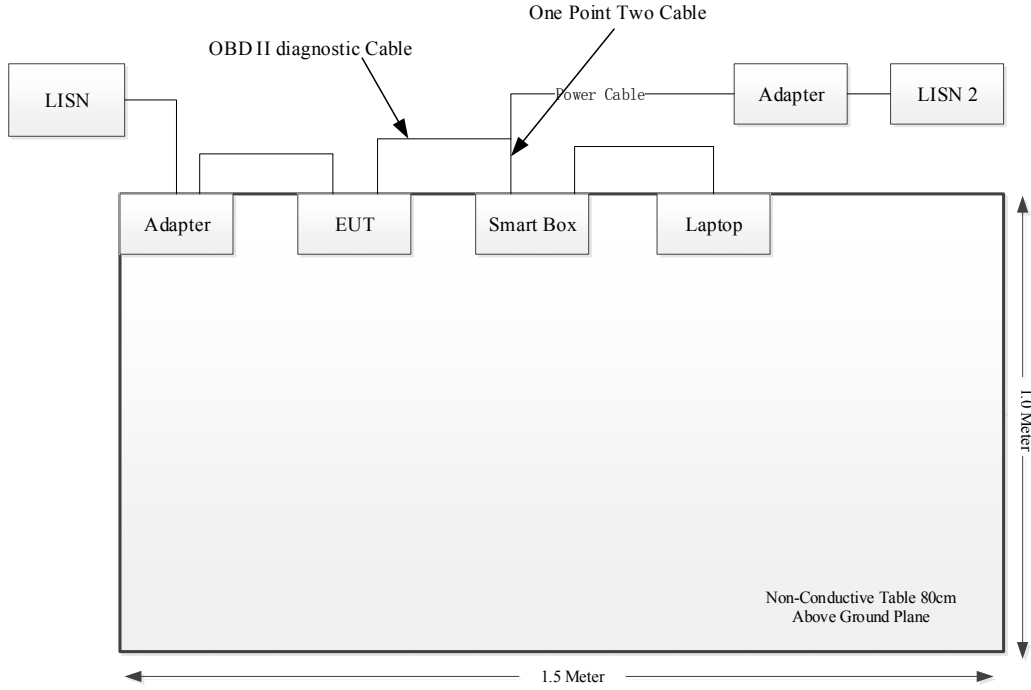 One Point Two Cable
OBD II diagnostic Cable
LISN
Power Cable
Adapter
LISN 2
Adapter
EUT
Smart Box
Laptop
1.0 Meter
Non-Conductive Table 80cm
Above Ground Plane
1.5 Meter